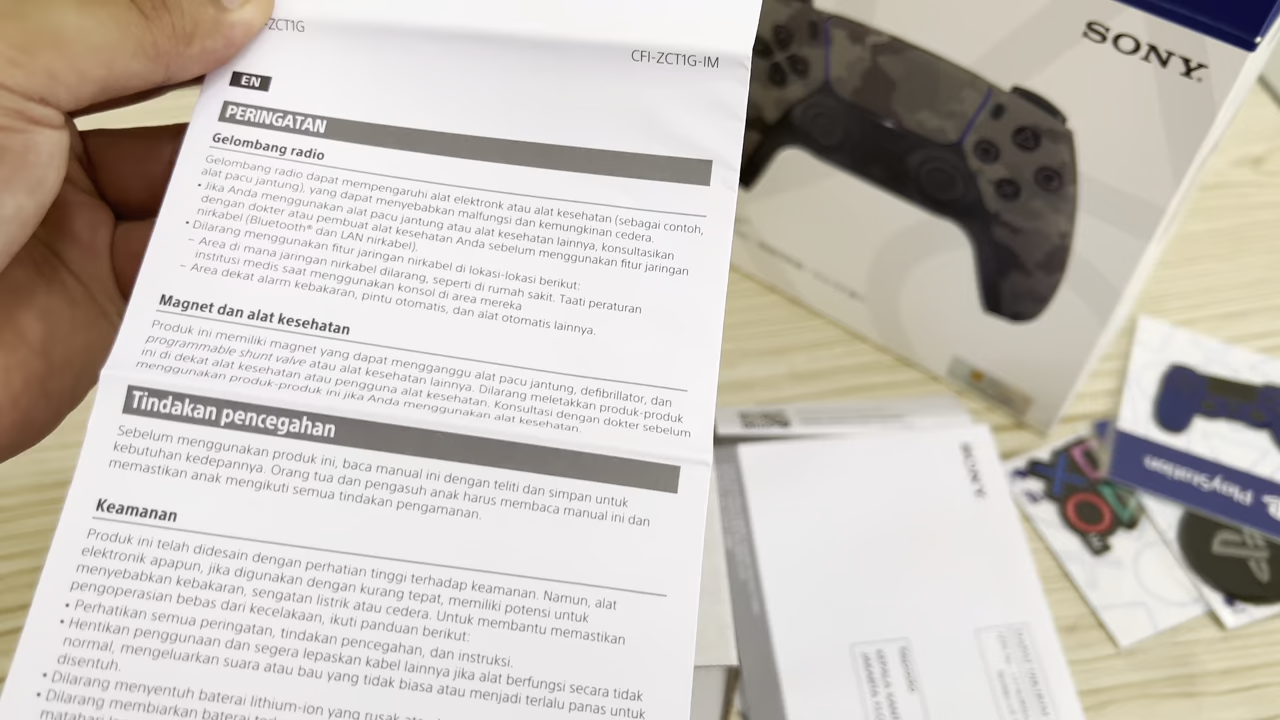 -ZCT1G
CFI-ZCT1G-IM
EN
PERINGATAN
Gelombang radio
Gelombang radio dapat mempengaruhi alat elektronk atau alat kesehatan (sebagai contoh,
alat pacu jantung), yang dapat menyebabkan malfungsi dan kemungkinan cedera.
• Jika Anda menggunakan alat pacu jantung atau alat kesehatan lainnya, konsultasikan
dengan dokter atau pembuat alat kesehatan Anda sebelum menggunakan fitur jaringan
nirkabel (Bluetooth® dan LAN nirkabel).
• Dilarang menggunakan fitur jaringan nirkabel di lokasi-lokasi berikut:
– Area di mana jaringan nirkabel dilarang, seperti di rumah sakit. Taati peraturan
institusi medis saat menggunakan konsol di area mereka
– Area dekat alarm kebakaran, pintu otomatis, dan alat otomatis lainnya.
Magnet dan alat kesehatan
Produk ini memiliki magnet yang dapat mengganggu alat pacu jantung, defibrillator, dan
programmable shunt valve atau alat kesehatan lainnya. Dilarang meletakkan produk-produk
ini di dekat alat kesehatan atau pengguna alat kesehatan. Konsultasi dengan dokter sebelum
menggunakan produk-produk ini jika Anda menggunakan alat kesehatan.
Tindakan pencegahan
Sebelum menggunakan produk ini, baca manual ini dengan teliti dan simpan untuk
kebutuhan kedepannya. Orang tua dan pengasuh anak harus membaca manual ini dan
memastikan anak mengikuti semua tindakan pengamanan.
Keamanan
Produk ini telah didesain dengan perhatian tinggi terhadap keamanan. Namun, alat
elektronik apapun, jika digunakan dengan kurang tepat, memiliki potensi untuk
menyebabkan kebakaran, sengatan listrik atau cedera. Untuk membantu memastikan
pengoperasian bebas dari kecelakaan, ikuti panduan berikut:
• Perhatikan semua peringatan, tindakan pencegahan, dan instruksi.
• Hentikan penggunaan dan segera lepaskan kabel lainnya jika alat berfungsi secara tidak
normal, mengeluarkan suara atau bau yang tidak biasa atau menjadi terlalu panas untuk
disentuh.
• Dilarang menyentuh baterai lithium-ion yang rusak atau
• Dilarang membiarkan baterai
SONY
SONY
PlayStation